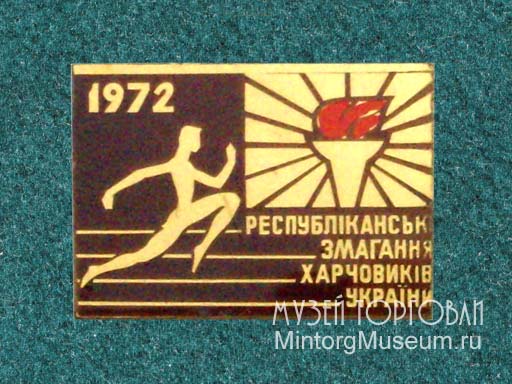 1972
РЕСПУБЛІКАНСЬКІ
ЗМАГАННЯ
ХАРЧОВИКІВ
УКРАЇНИ
МУЗЕЙ ТОРГОВЛИ
MintorgMuseum.ru